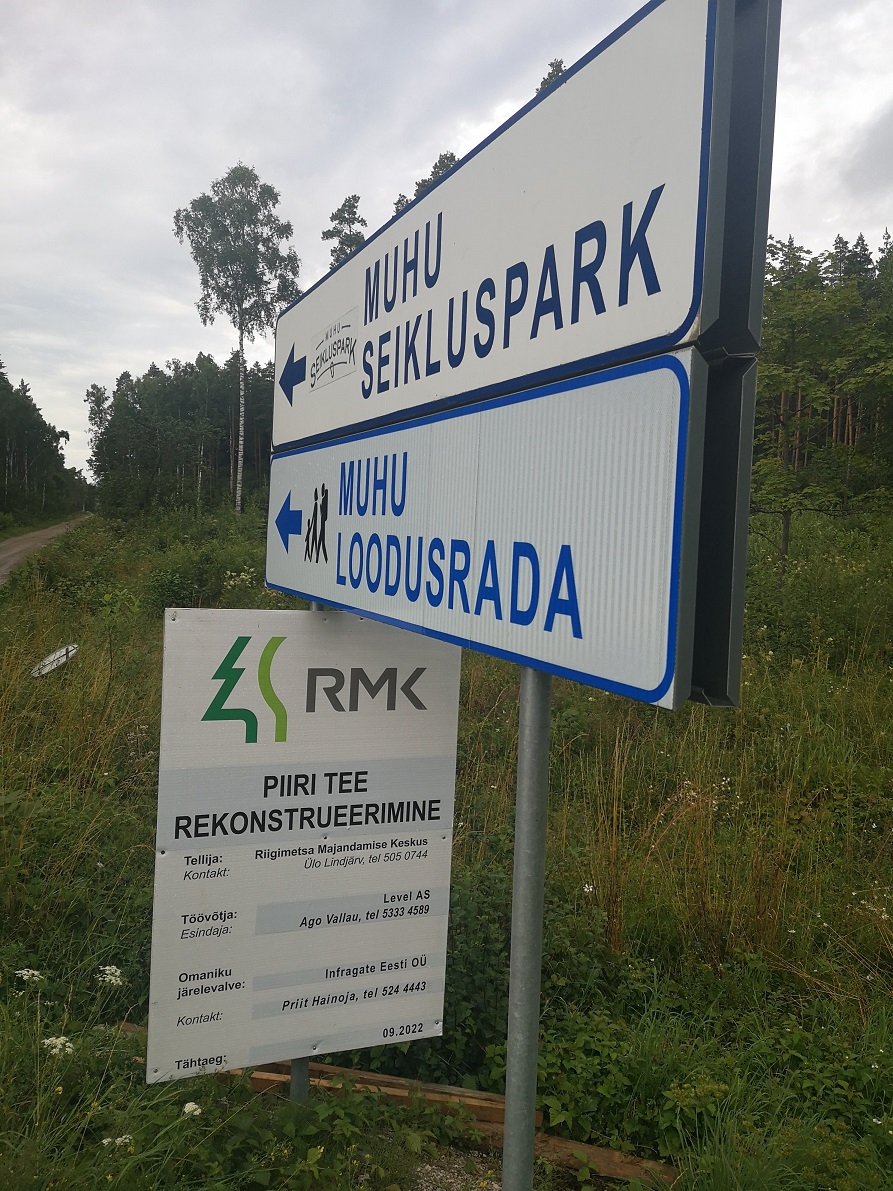 MUHU
SEIKLUSPARK
MUHU
SEIKLUSPARK
MUHU
LOODUSRADA
RMK
PIIRI TEE
REKONSTRUEERIMINE
Tellija: Riigimetsa Majandamise Keskus
Kontakt: Ülo Lindjärv, tel 505 0744
Töövõtja: Level AS
Esindaja: Ago Vallau, tel 5333 4589
Omaniku
järelevalve: Infragate Eesti OÜ
Kontakt: Priit Hainoja, tel 524 4443
Tähtaeg: 09.2022